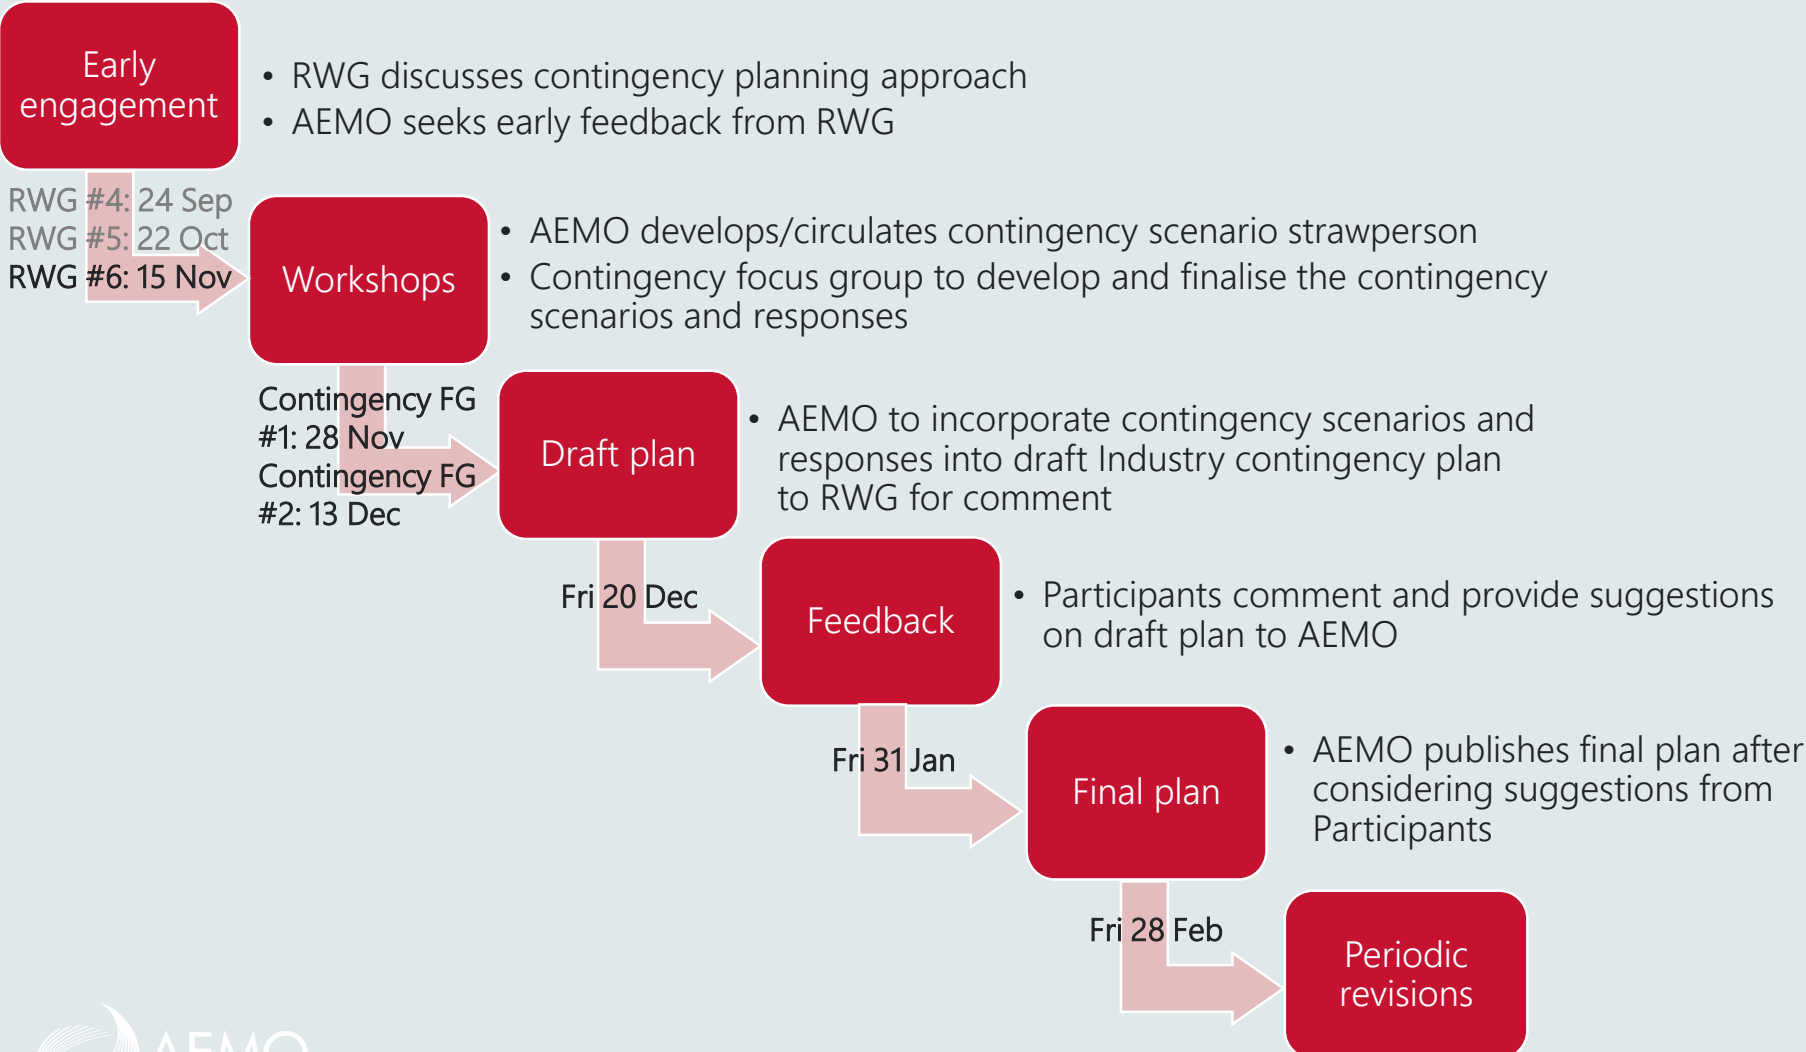 Early
engagement
• RWG discusses contingency planning approach
• AEMO seeks early feedback from RWG
RWG #4: 24 Sep
RWG #5: 22 Oct
RWG #6: 15 Nov
Workshops
• AEMO develops/circulates contingency scenario strawperson
• Contingency focus group to develop and finalise the contingency
scenarios and responses
Contingency FG
#1: 28 Nov
Contingency FG
#2: 13 Dec
Draft plan
• AEMO to incorporate contingency scenarios and
responses into draft Industry contingency plan
to RWG for comment
Fri 20 Dec
Feedback
• Participants comment and provide suggestions
on draft plan to AEMO
Fri 31 Jan
Final plan
• AEMO publishes final plan after
considering suggestions from
Participants
Fri 28 Feb
Periodic
revisions
AEMO